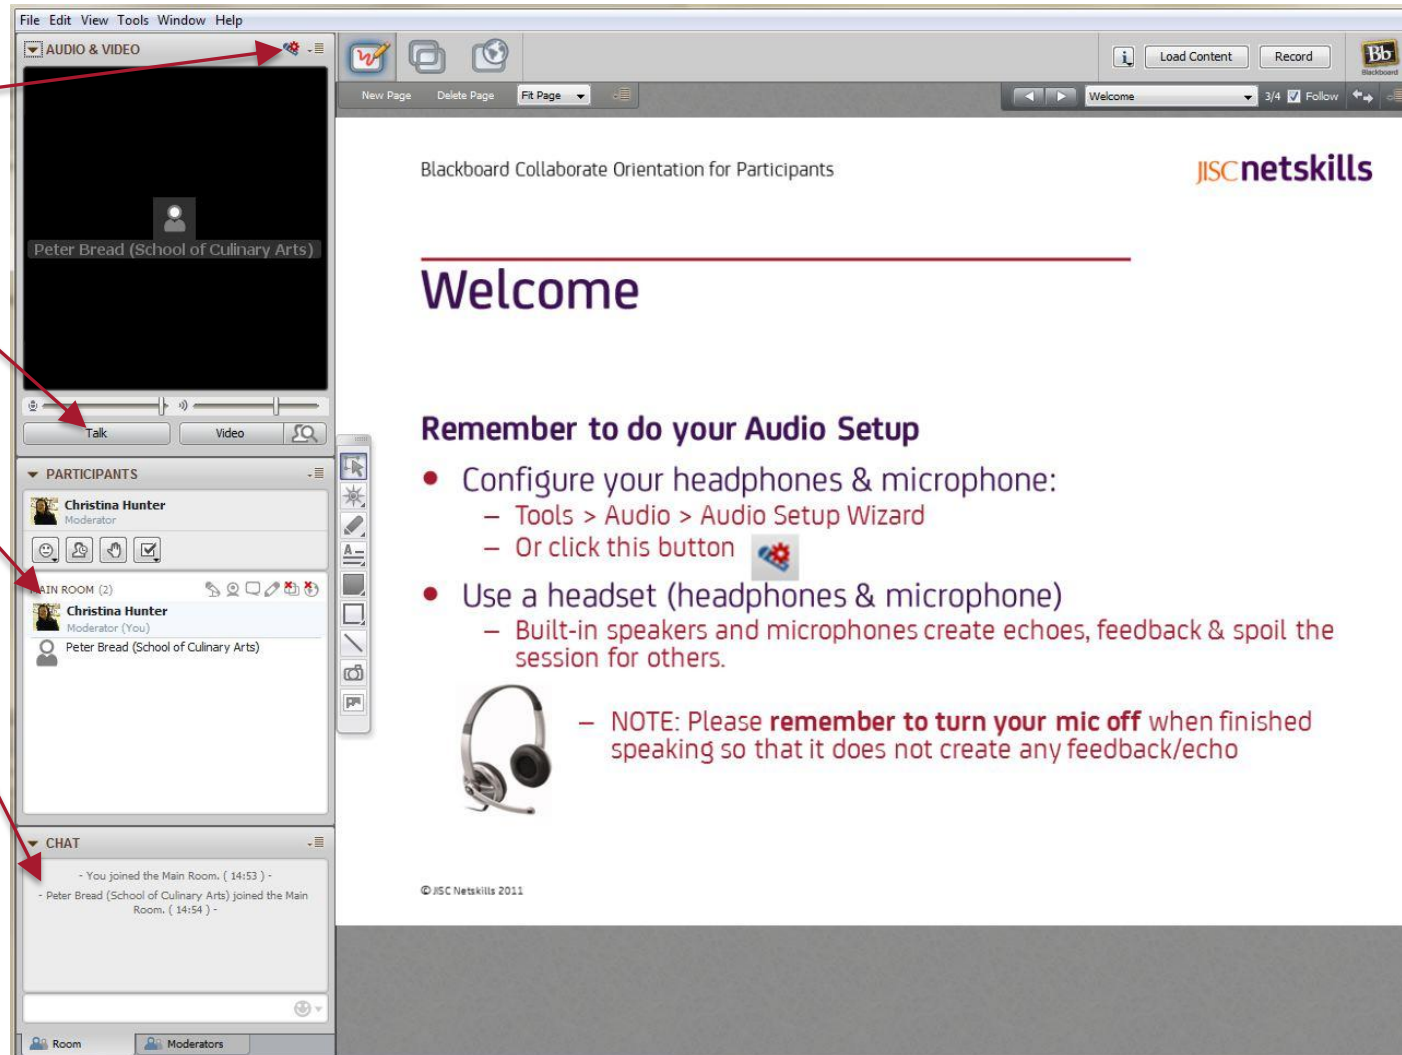 File Edit View Tools Window Help
AUDIO & VIDEO
Peter Bread (School of Culinary Arts)
Talk
Video
PARTICIPANTS
Christina Hunter
Moderator
MAIN ROOM (2)
Christina Hunter
Moderator (You)
Peter Bread (School of Culinary Arts)
CHAT
- You joined the Main Room. ( 14:53 ) -
- Peter Bread (School of Culinary Arts) joined the Main
Room. ( 14:54 ) -
Room
Moderators
Load Content
Record
Bb
Blackboard
New Page
Delete Page
Fit Page
Welcome
3/4
Follow
Blackboard Collaborate Orientation for Participants
JISC netskills
Welcome
Remember to do your Audio Setup
• Configure your headphones & microphone:
– Tools > Audio > Audio Setup Wizard
– Or click this button
• Use a headset (headphones & microphone)
– Built-in speakers and microphones create echoes, feedback & spoil the
session for others.
– NOTE: Please remember to turn your mic off when finished
speaking so that it does not create any feedback/echo
© JISC Netskills 2011